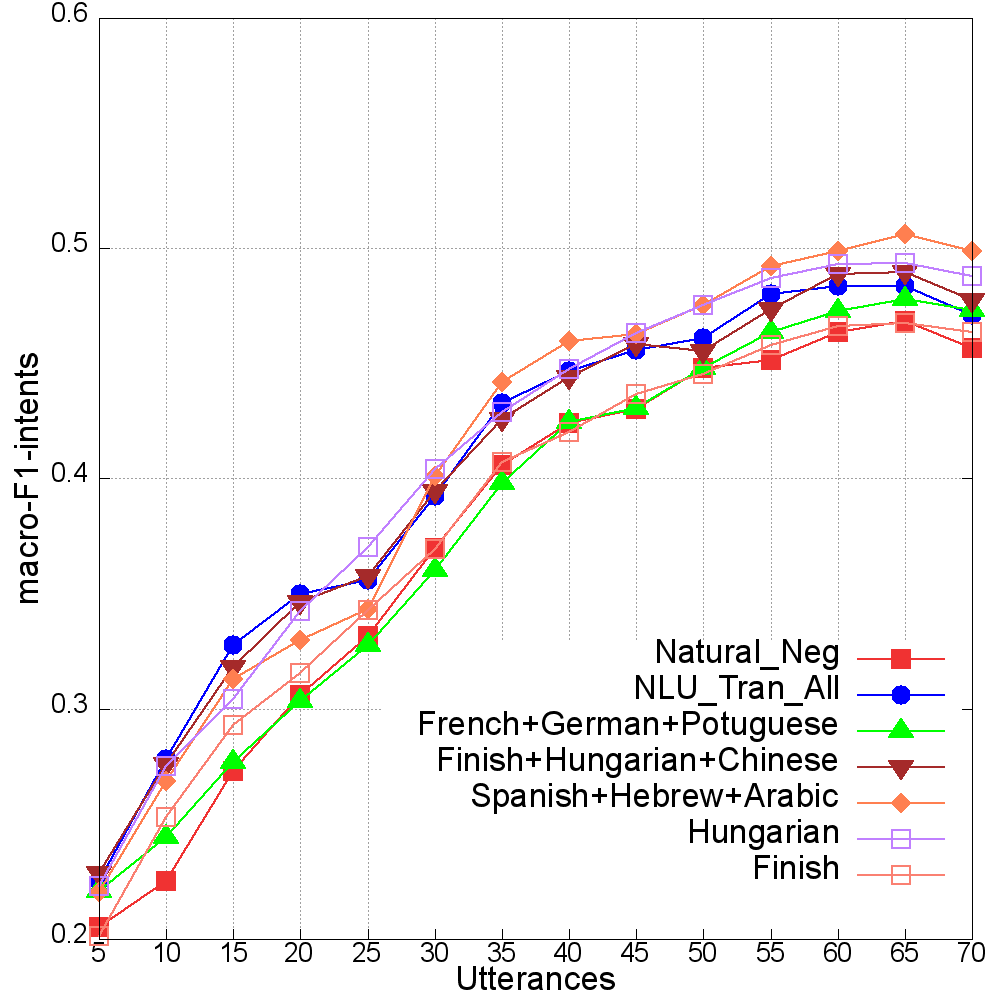 0.6
0.5
0.4
0.3
0.2
macro-F1-intents
Natural_Neg
NLU_Tran_All
French+German+Potuguese
Finish+Hungarian+Chinese
Spanish+Hebrew+Arabic
Hungarian
Finish
5 10 15 20 25 30 35 40 45 50 55 60 65 70
Utterances